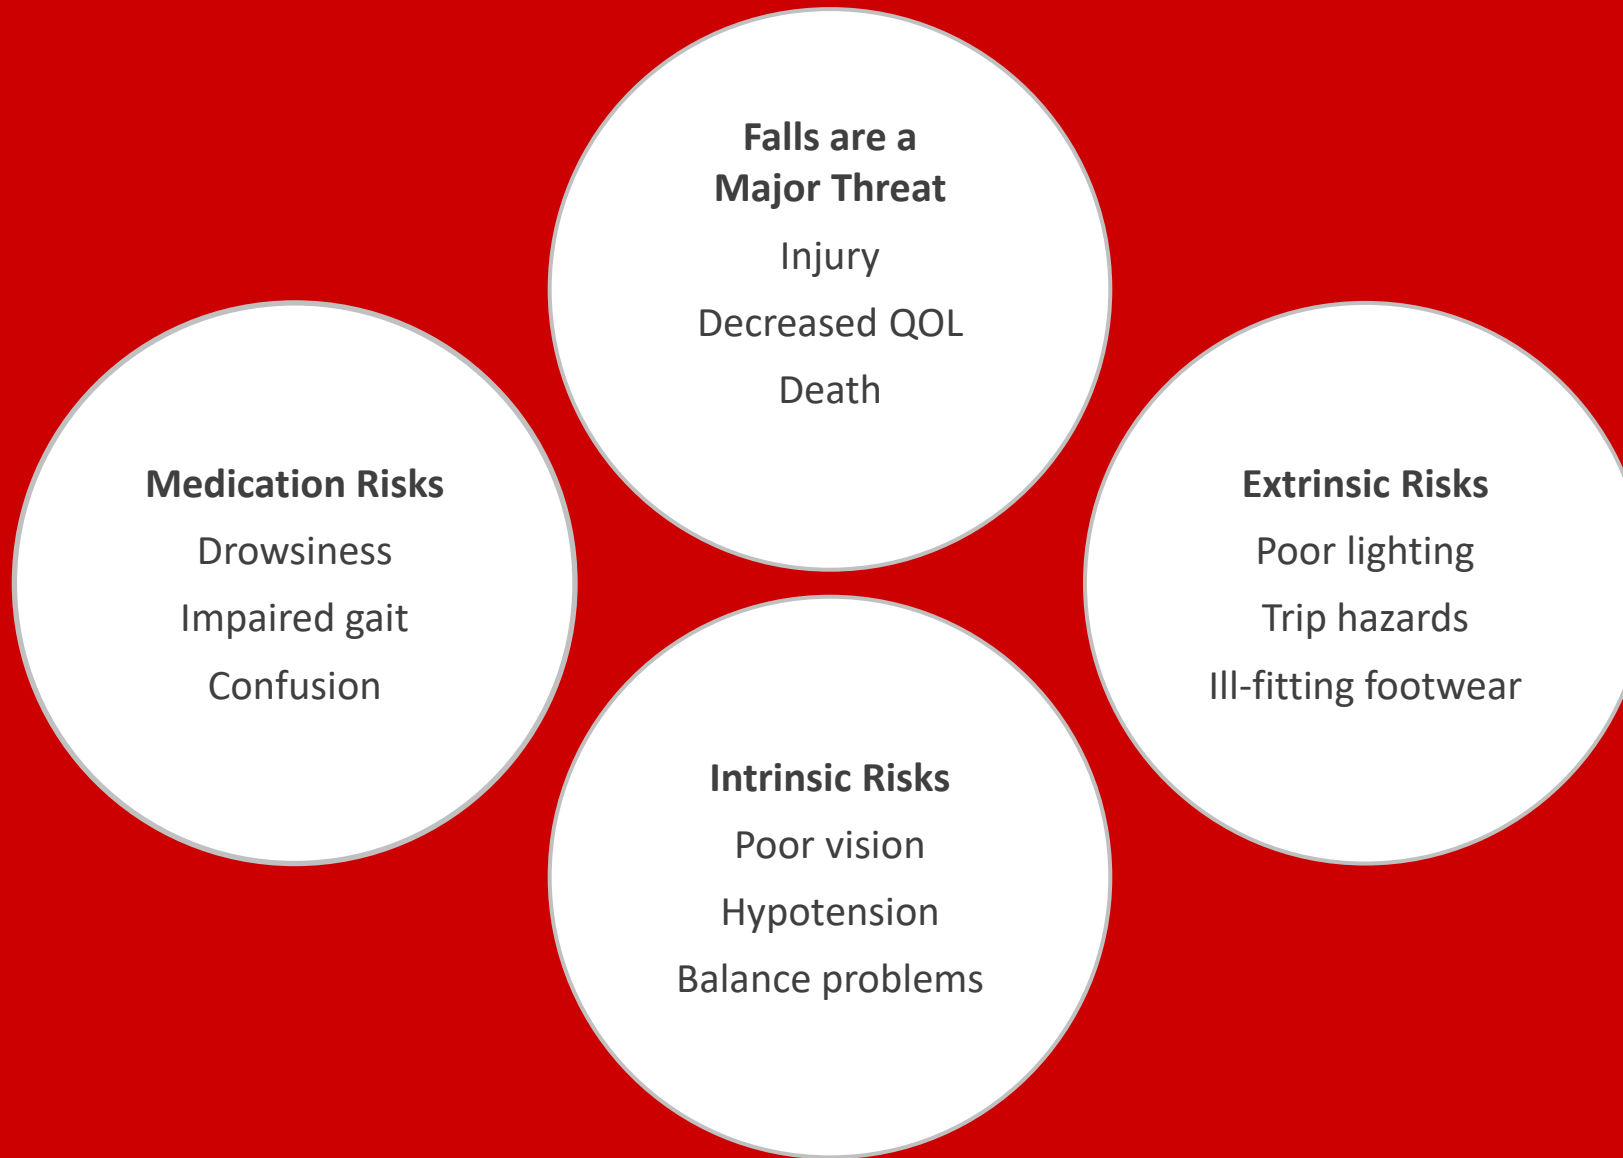 Falls are a
Major Threat
Injury
Decreased QOL
Death
Medication Risks
Drowsiness
Impaired gait
Confusion
Extrinsic Risks
Poor lighting
Trip hazards
Ill-fitting footwear
Intrinsic Risks
Poor vision
Hypotension
Balance problems